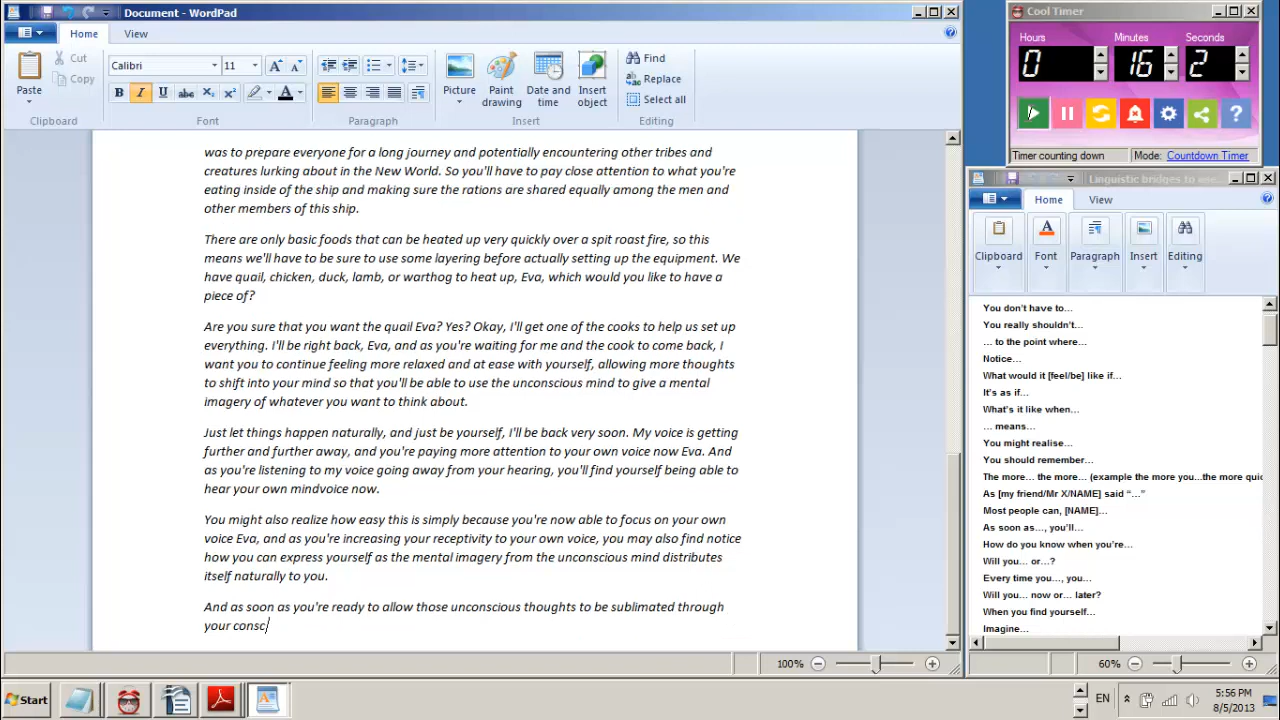 Document - WordPad
Home
View
Paste
Cut
Copy
Clipboard
Calibri
11
Font
Paragraph
Picture
Paint drawing
Date and time
Insert object
Insert
Find
Replace
Select all
Editing
was to prepare everyone for a long journey and potentially encountering other tribes and
creatures lurking about in the New World. So you'll have to pay close attention to what you're
eating inside of the ship and making sure the rations are shared equally among the men and
other members of this ship.
There are only basic foods that can be heated up very quickly over a spit roast fire, so this
means we'll have to be sure to use some layering before actually setting up the equipment. We
have quail, chicken, duck, lamb, or warthog to heat up, Eva, which would you like to have a
piece of?
Are you sure that you want the quail Eva? Yes? Okay, I'll get one of the cooks to help us set up
everything. I'll be right back, Eva, and as you're waiting for me and the cook to come back, I
want you to continue feeling more relaxed and at ease with yourself, allowing more thoughts
to shift into your mind so that you'll be able to use the unconscious mind to give a mental
imagery of whatever you want to think about.
Just let things happen naturally, and just be yourself, I'll be back very soon. My voice is getting
further and further away, and you're paying more attention to your own voice now Eva. And
as you're listening to my voice going away from your hearing, you'll find yourself being able to
hear your own mindvoice now.
You might also realize how easy this is simply because you're now able to focus on your own
voice Eva, and as you're increasing your receptivity to your own voice, you may also find notice
how you can express yourself as the mental imagery from the unconscious mind distributes
itself naturally to you.
And as soon as you're ready to allow those unconscious thoughts to be sublimated through
your consc
100%
Cool Timer
Hours
Minutes
Seconds
0
16
2
Timer counting down
Mode: Countdown Timer
Linguistic bridges to use
Home
View
Clipboard
Font
Paragraph
Insert
Editing
You don't have to…
You really shouldn't…
… to the point where…
Notice…
What would it [feel/be] like if…
It's as if…
What's it like when…
… means…
You might realise…
You should remember…
The more… the more… (example the more you…the more quic
As [my friend/Mr X/NAME] said “…”
Most people can, [NAME]…
As soon as…, you'll…
How do you know when you're…
Will you… or…?
Every time you…, you…
Will you… now or… later?
When you find yourself…
Imagine…
60%
Start
EN
5:56 PM
8/5/2013